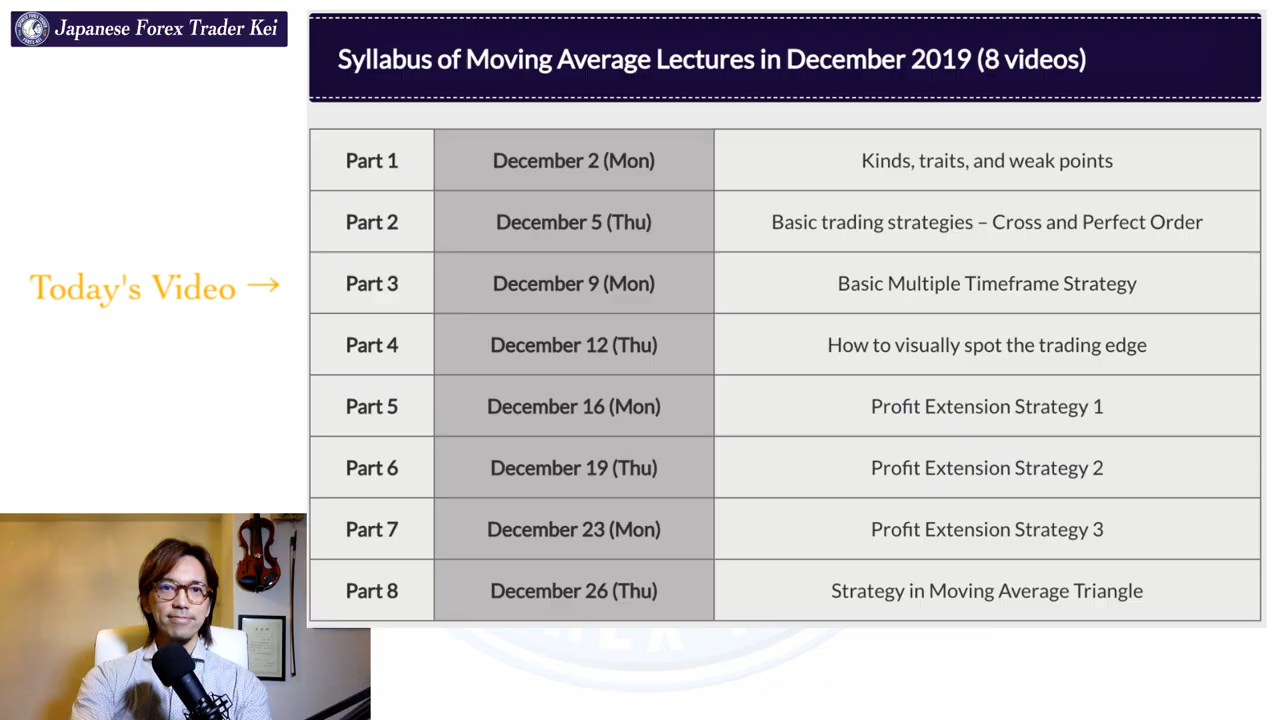 Japanese Forex Trader Kei
Syllabus of Moving Average Lectures in December 2019 (8 videos)
Part 1 December 2 (Mon) Kinds, traits, and weak points
Part 2 December 5 (Thu) Basic trading strategies – Cross and Perfect Order
Today's Video →
Part 3 December 9 (Mon) Basic Multiple Timeframe Strategy
Part 4 December 12 (Thu) How to visually spot the trading edge
Part 5 December 16 (Mon) Profit Extension Strategy 1
Part 6 December 19 (Thu) Profit Extension Strategy 2
Part 7 December 23 (Mon) Profit Extension Strategy 3
Part 8 December 26 (Thu) Strategy in Moving Average Triangle